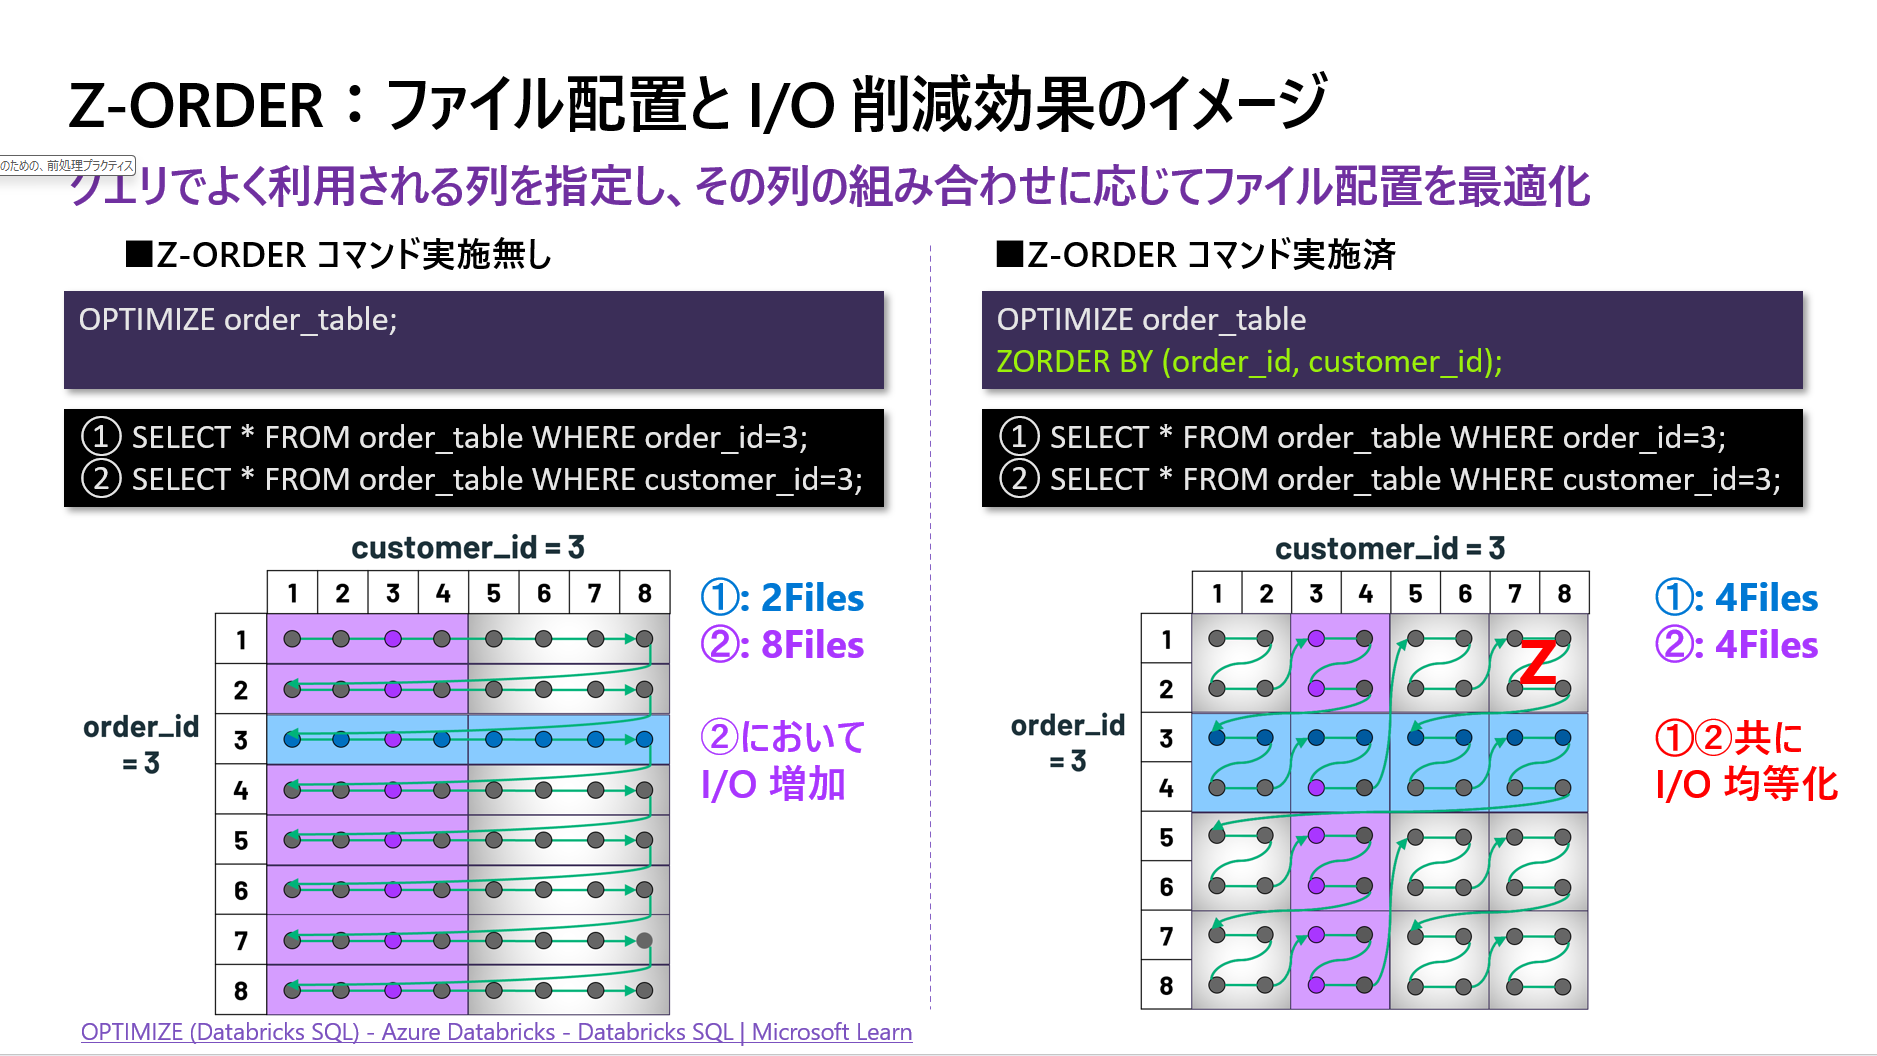 Z-ORDER：ファイル配置と I/O 削減効果のイメージ
のための、前処理プラクティス
クエリでよく利用される列を指定し、その列の組み合わせに応じてファイル配置を最適化
■Z-ORDER コマンド実施無し
OPTIMIZE order_table;
① SELECT * FROM order_table WHERE order_id=3;
② SELECT * FROM order_table WHERE customer_id=3;
customer_id = 3
1 2 3 4 5 6 7 8
1
2
3
4
5
6
7
8
order_id
= 3
①: 2Files
②: 8Files
②において
I/O 増加
OPTIMIZE (Databricks SQL) - Azure Databricks - Databricks SQL | Microsoft Learn
■Z-ORDER コマンド実施済
OPTIMIZE order_table
ZORDER BY (order_id, customer_id);
① SELECT * FROM order_table WHERE order_id=3;
② SELECT * FROM order_table WHERE customer_id=3;
customer_id = 3
1 2 3 4 5 6 7 8
1
2
3
4
5
6
7
8
order_id
= 3
Z
①: 4Files
②: 4Files
①②共に
I/O 均等化